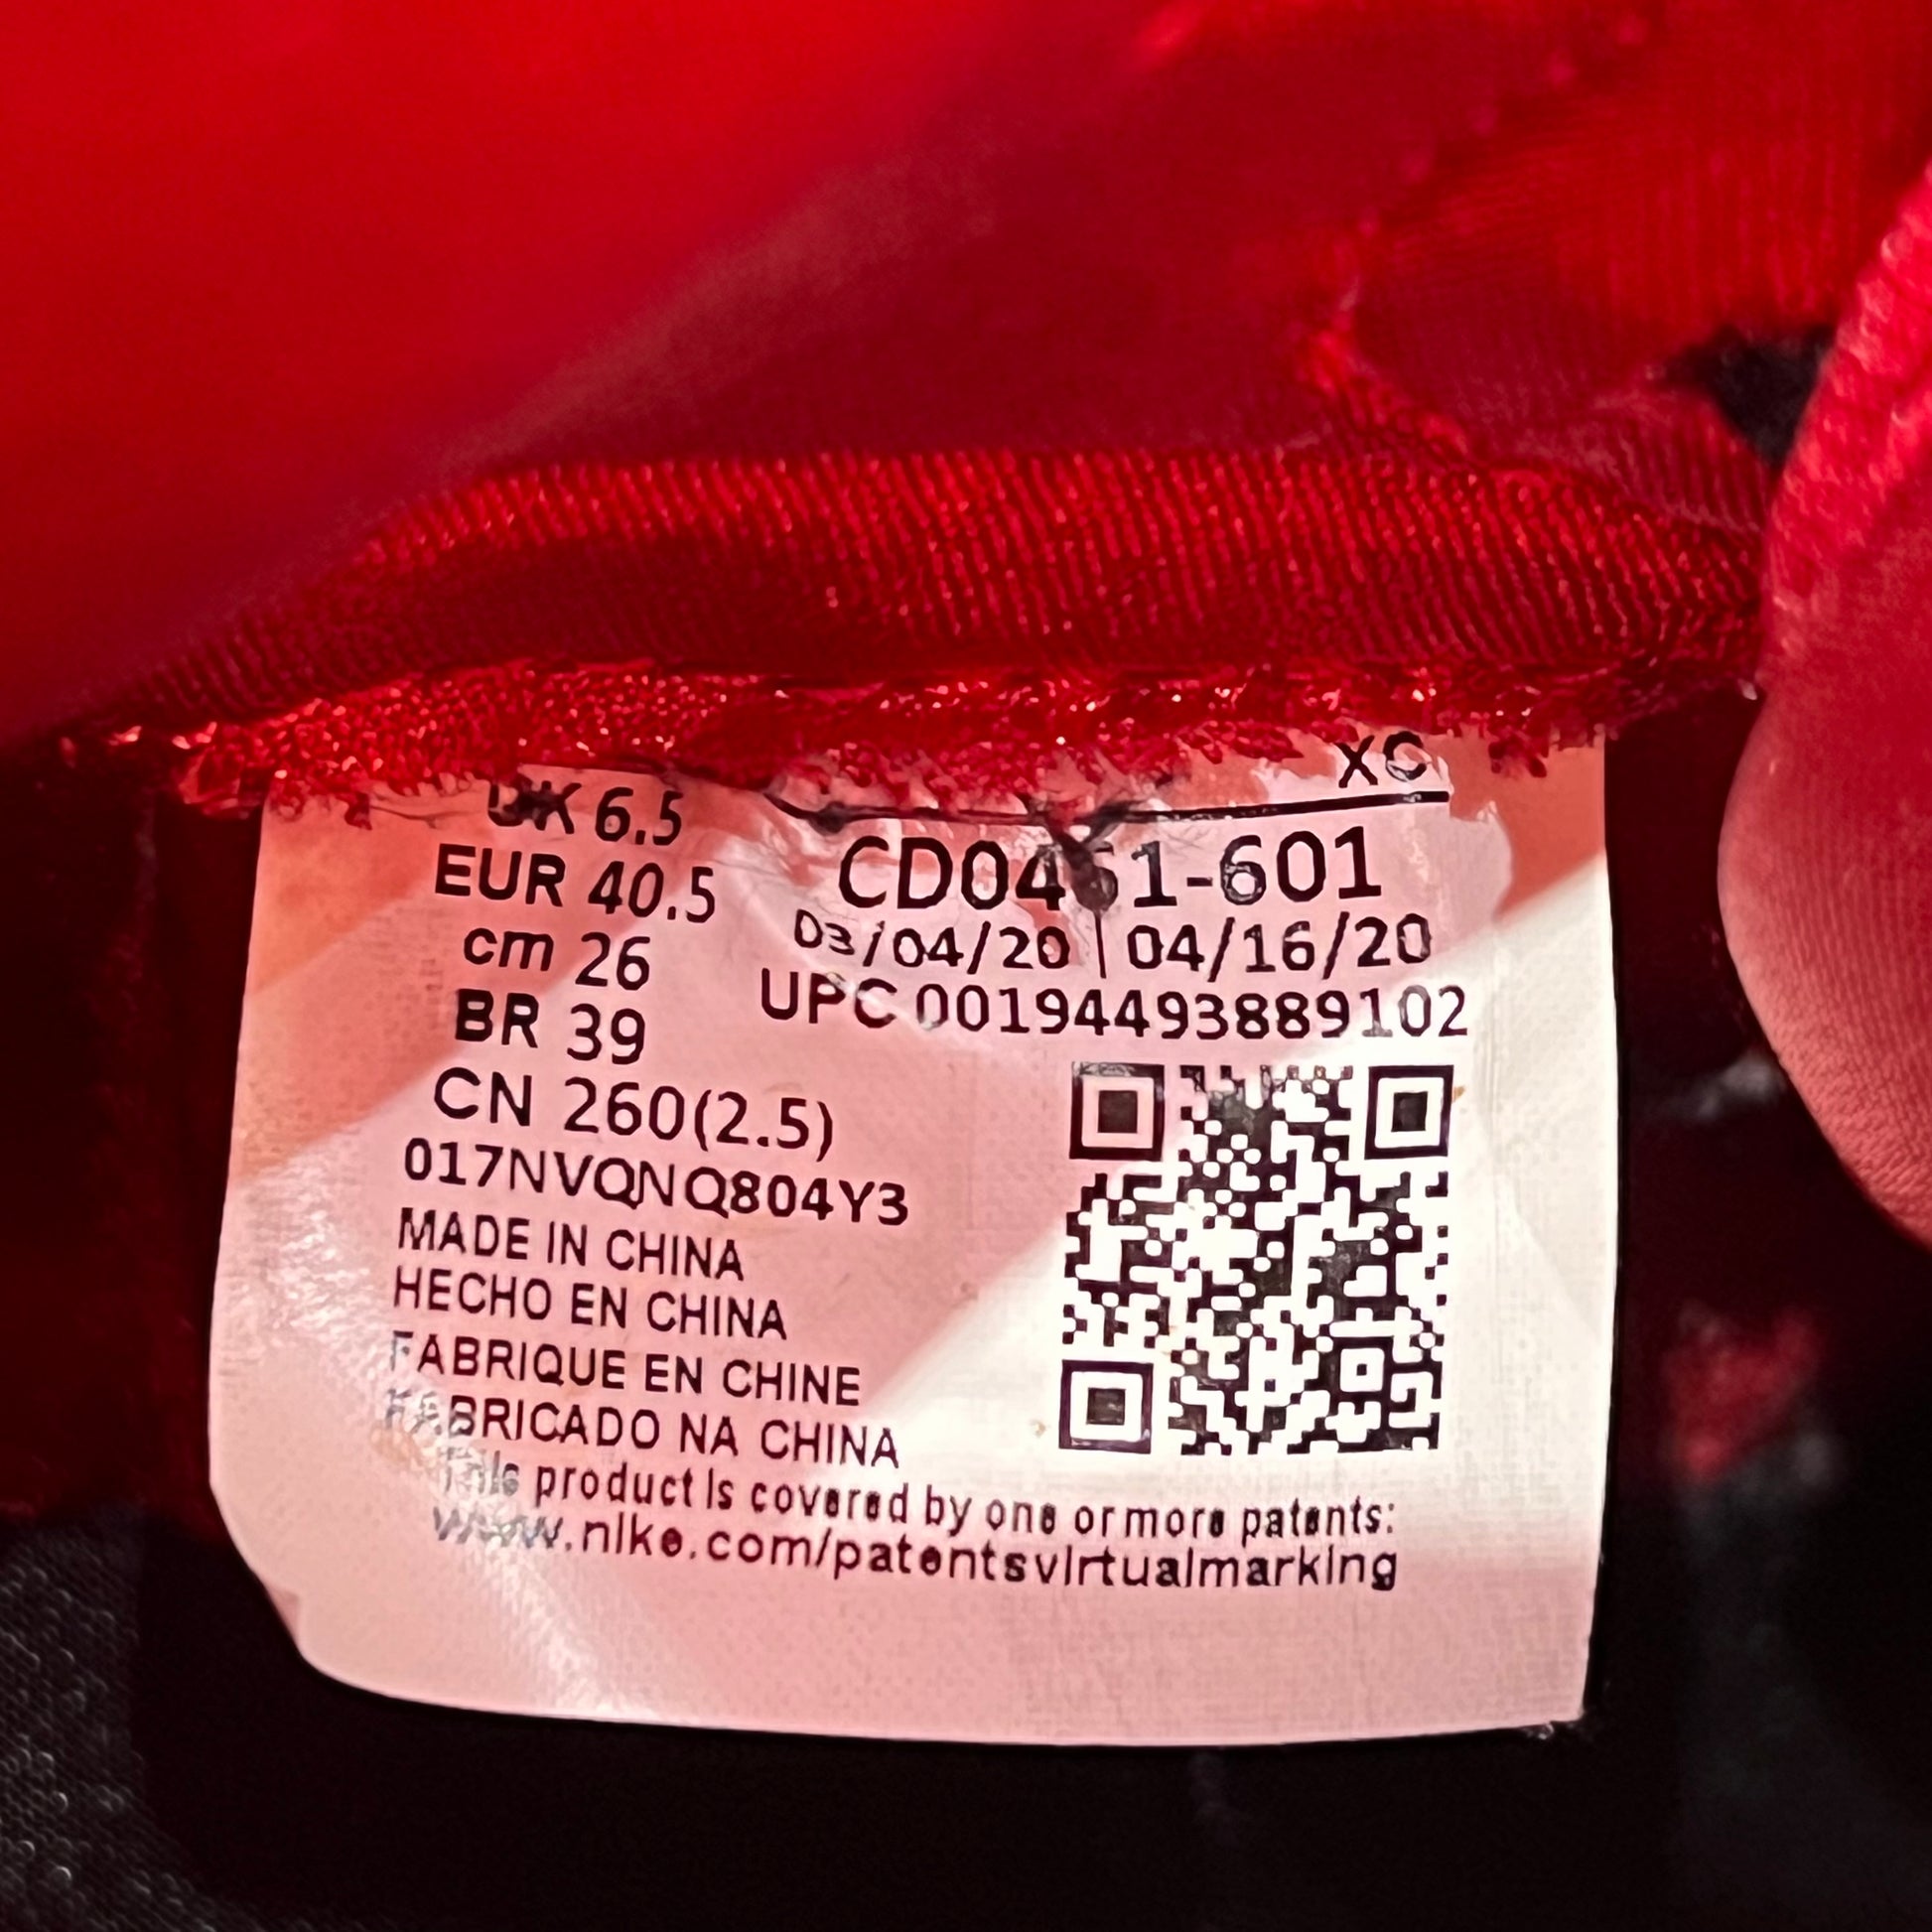 XC
UK 6.5
EUR 40.5
cm 26
BR 39
CN 260(2.5)
CD0461-601
03/04/20 | 04/16/20
UPC 00194493889102
017NVQNQ804Y3
MADE IN CHINA
HECHO EN CHINA
FABRIQUE EN CHINE
FABRICADO NA CHINA
This product is covered by one or more patents:
www.nike.com/patentsvirtualmarking